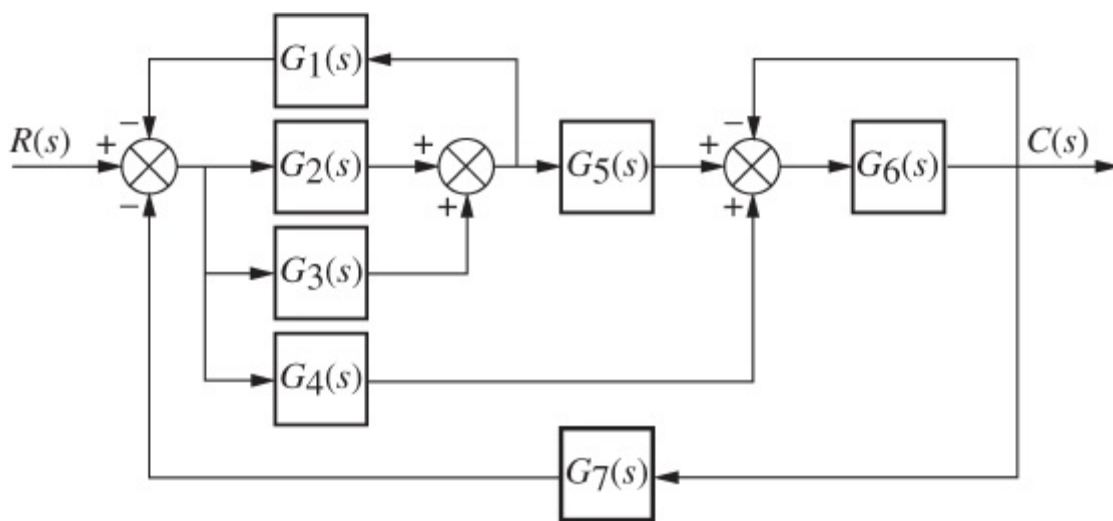 G1(s)
−
−
R(s)
+
G2(s)
+
G5(s)
+
G6(s)
C(s)
−
+
+
G3(s)
G4(s)
G7(s)